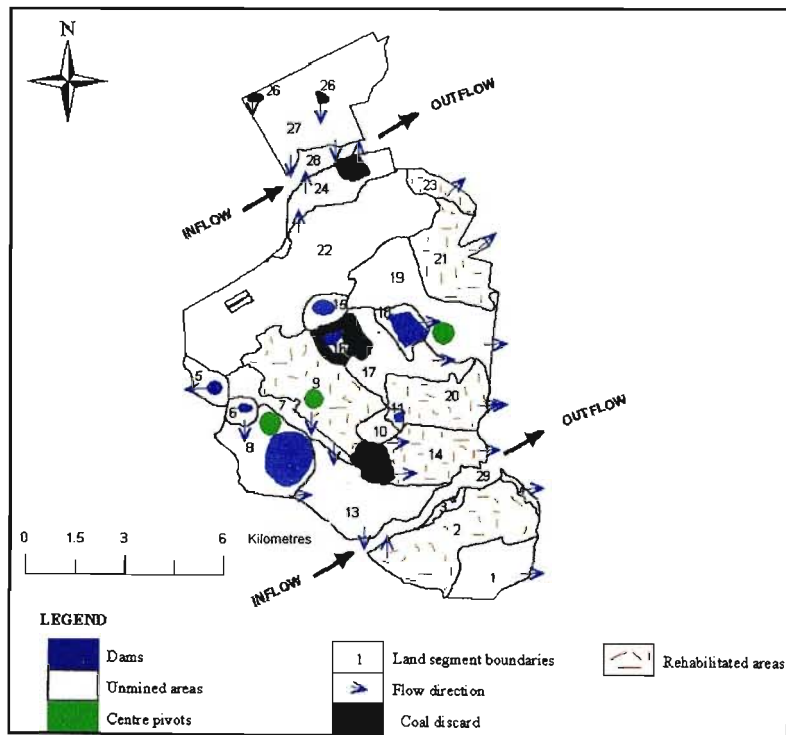 N
26
26
OUTFLOW
27
28
24
23
INFLOW
22
21
19
15
18
16
17
5
9
20
6
7
11
10
8
14
OUTFLOW
29
13
3
2
4
1
0 1.5 3 6 Kilometres
INFLOW
LEGEND
Dams
1 Land segment boundaries
Rehabilitated areas
Unmined areas
Flow direction
Centre pivots
Coal discard